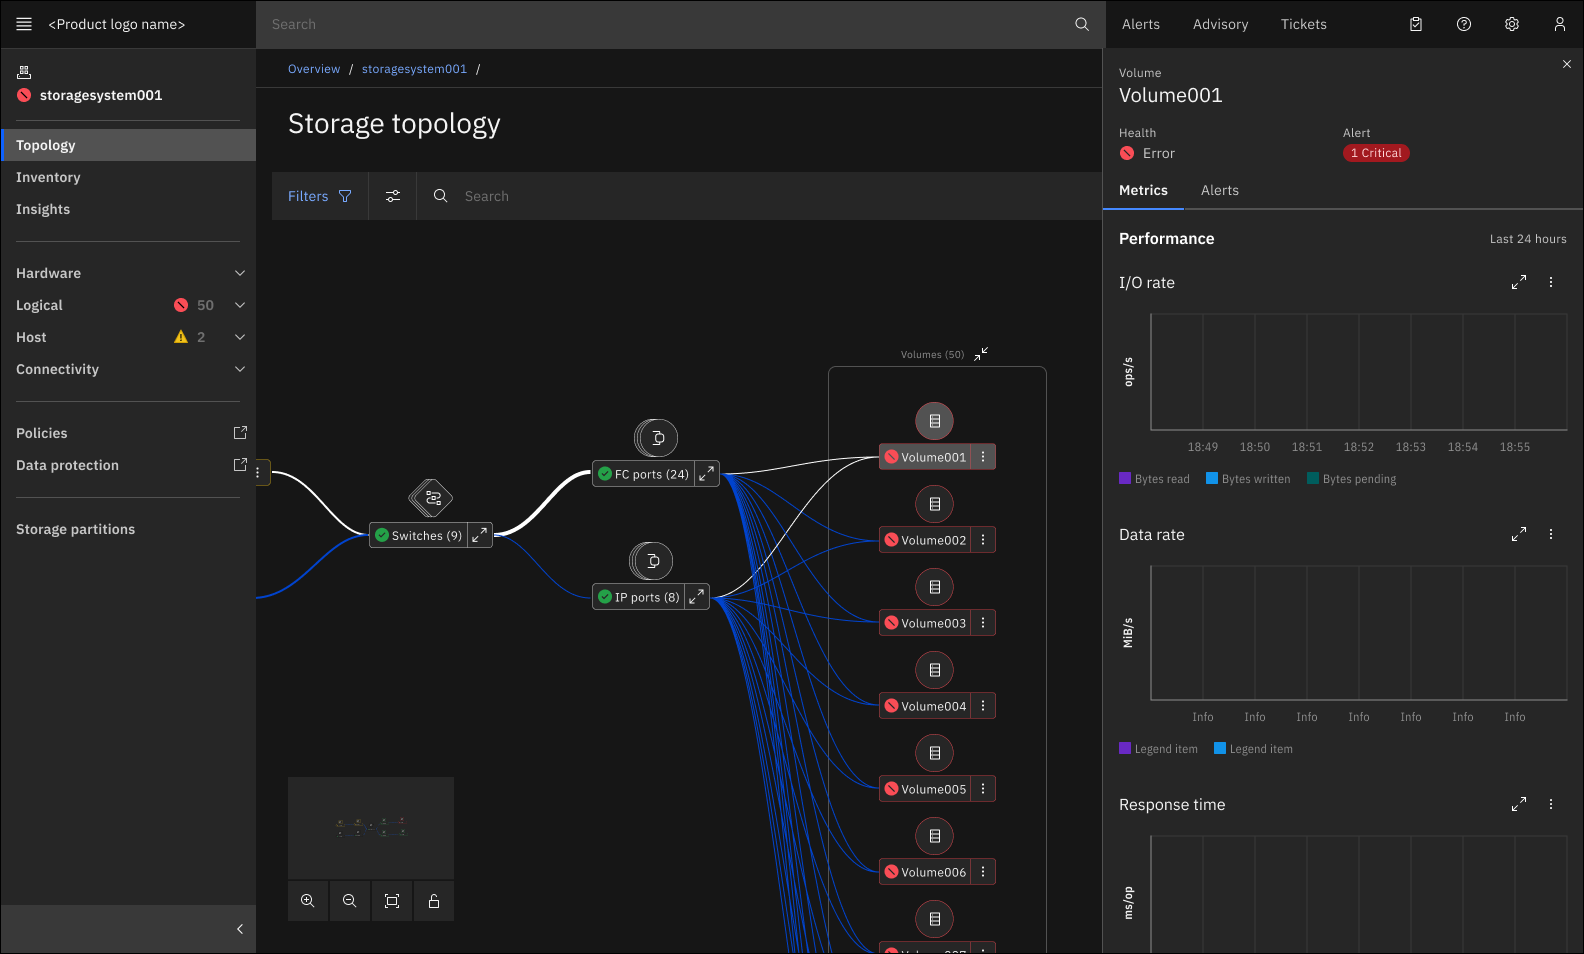 <Product logo name>
Search
Alerts
Advisory
Tickets
storagesystem001
Topology
Inventory
Insights
Hardware
Logical 50
Host 2
Connectivity
Policies
Data protection
Storage partitions
Overview / storagesystem001 /
Storage topology
Filters
Search
Switches (9)
FC ports (24)
IP ports (8)
Volumes (50)
Volume001
Volume002
Volume003
Volume004
Volume005
Volume006
Volume
Volume001
Health
Alert
Error
1 Critical
Metrics
Alerts
Performance
Last 24 hours
I/O rate
ops/s
18:49 18:50 18:51 18:52 18:53 18:54 18:55
Bytes read Bytes written Bytes pending
Data rate
MiB/s
Info Info Info Info Info Info Info
Legend item Legend item
Response time
ms/op